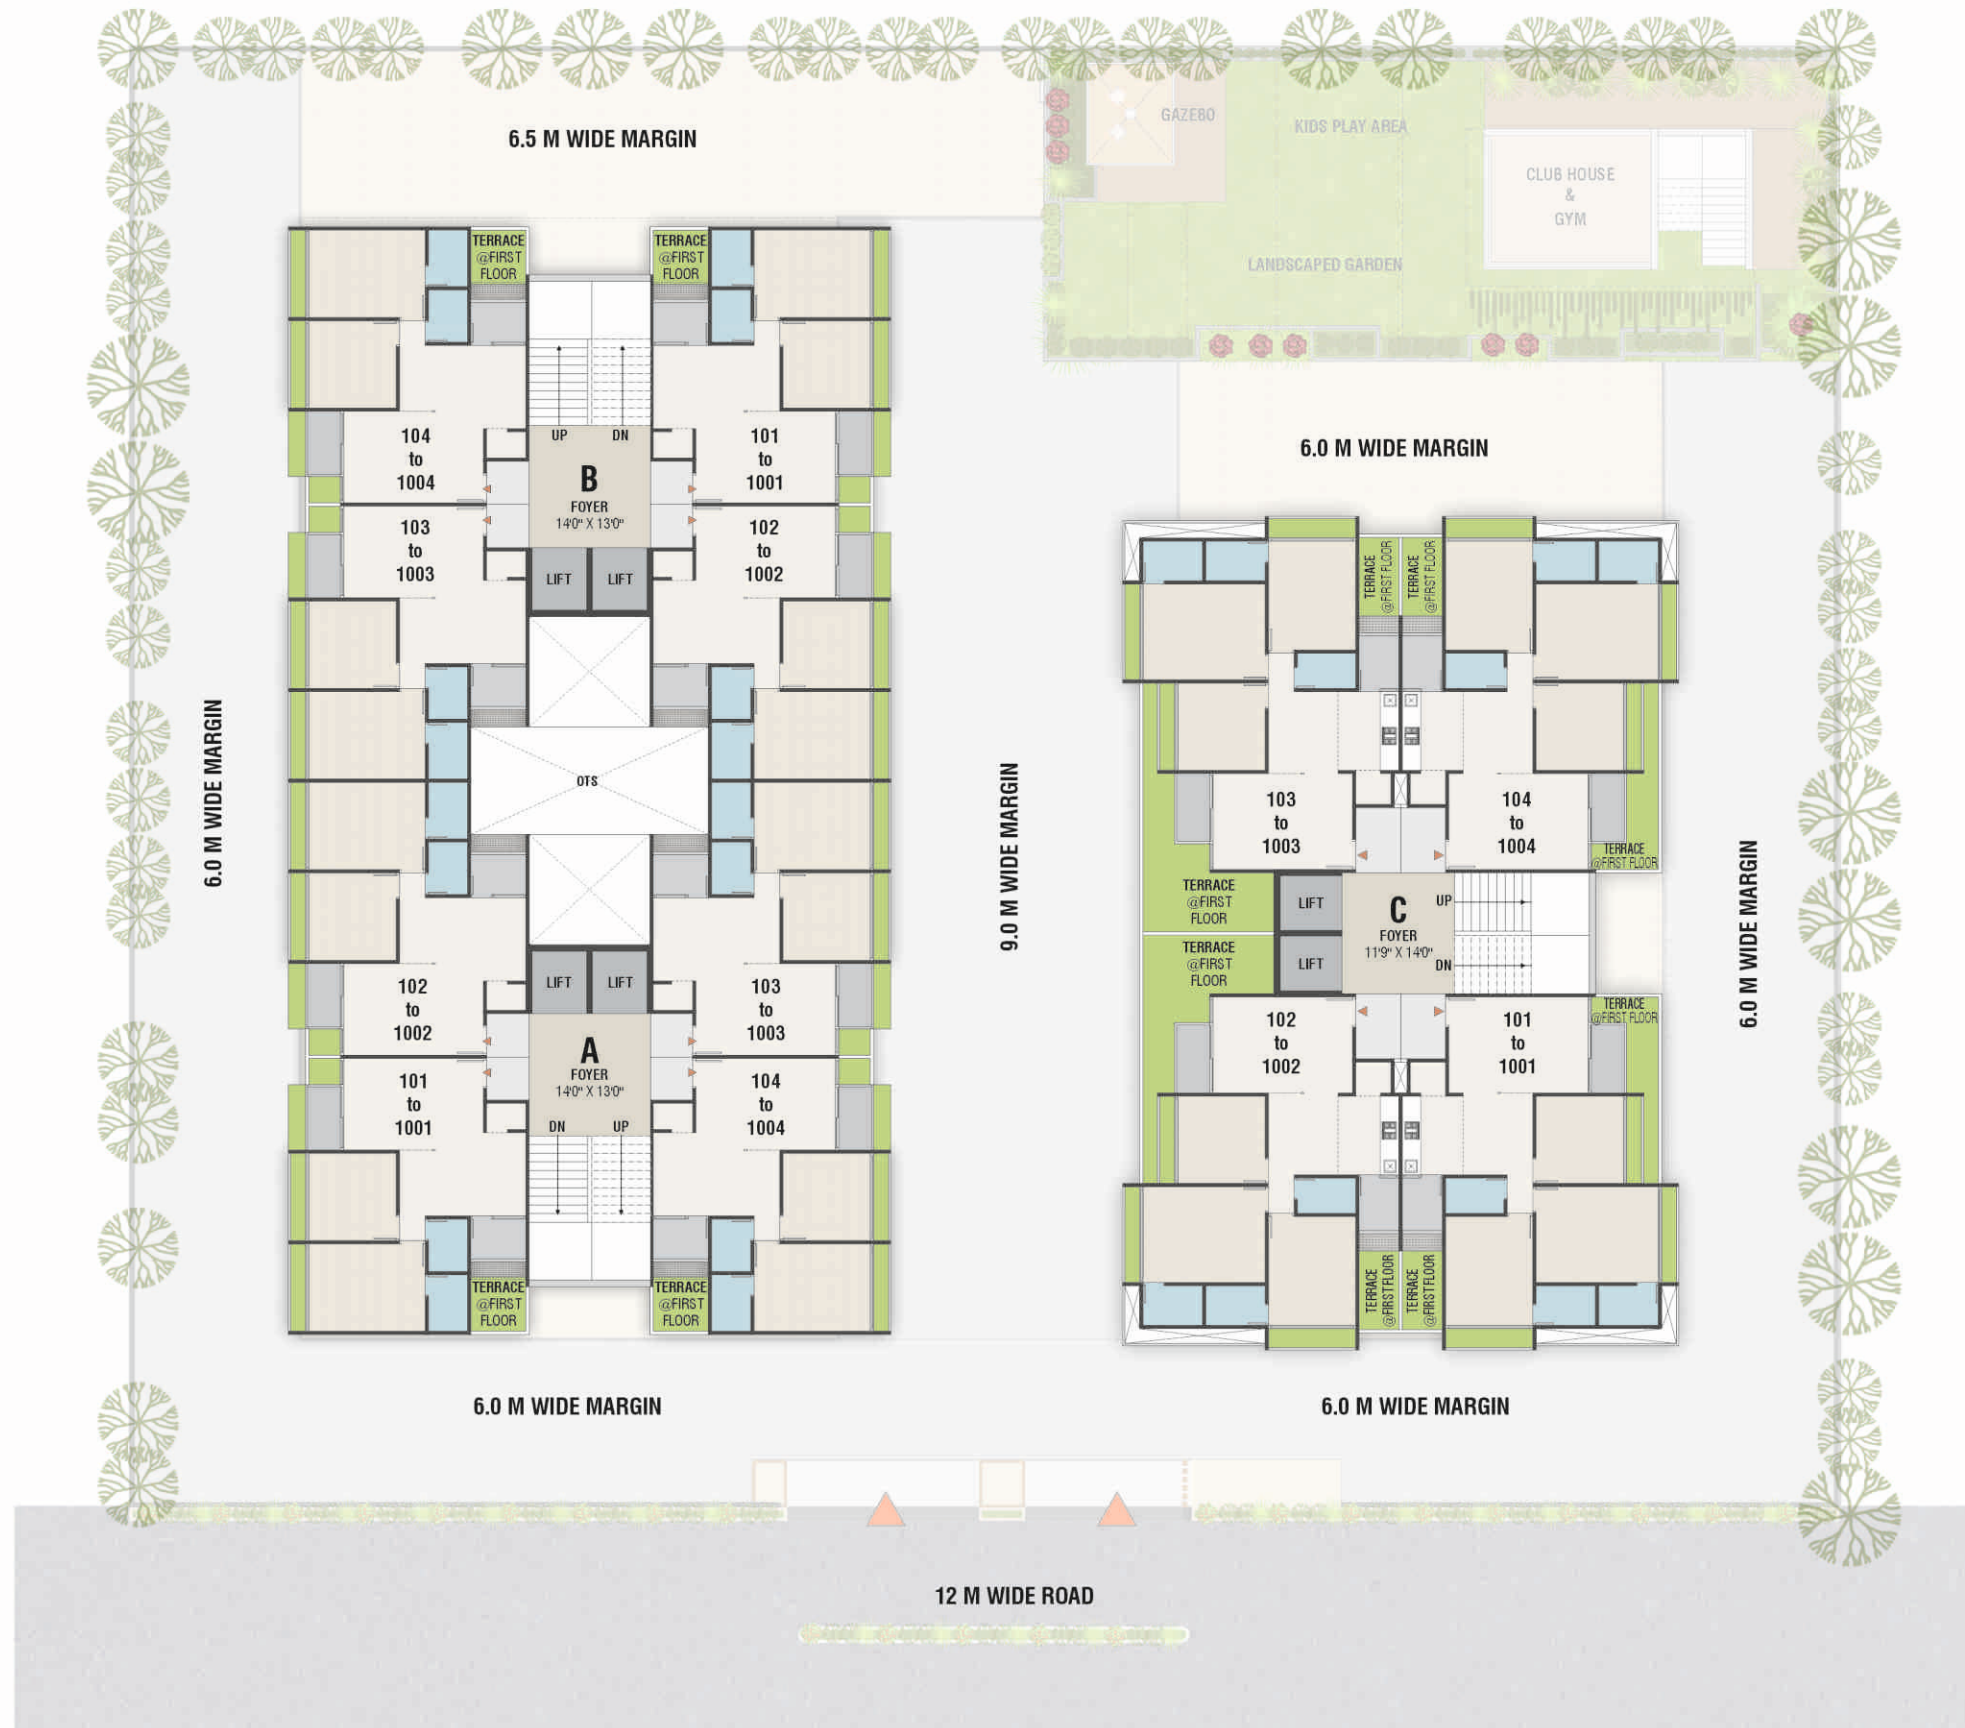 6.5 M WIDE MARGIN
GAZEBO
KIDS PLAY AREA
CLUB HOUSE
&
GYM
LANDSCAPED GARDEN
TERRACE
@FIRST
FLOOR
TERRACE
@FIRST
FLOOR
UP
DN
104
to
1004
B
FOYER
14'0" X 13'0"
101
to
1001
103
to
1003
102
to
1002
LIFT
LIFT
OTS
6.0 M WIDE MARGIN
9.0 M WIDE MARGIN
LIFT
LIFT
102
to
1002
103
to
1003
A
FOYER
14'0" X 13'0"
101
to
1001
104
to
1004
DN
UP
TERRACE
@FIRST
FLOOR
TERRACE
@FIRST
FLOOR
6.0 M WIDE MARGIN
6.0 M WIDE MARGIN
TERRACE
@FIRST FLOOR
TERRACE
@FIRST FLOOR
103
to
1003
104
to
1004
TERRACE
@FIRST FLOOR
TERRACE
@FIRST
FLOOR
LIFT
C
FOYER
11'9" X 14'0"
UP
TERRACE
@FIRST
FLOOR
LIFT
DN
102
to
1002
101
to
1001
TERRACE
@FIRST FLOOR
6.0 M WIDE MARGIN
TERRACE
@FIRST FLOOR
TERRACE
@FIRST FLOOR
6.0 M WIDE MARGIN
12 M WIDE ROAD